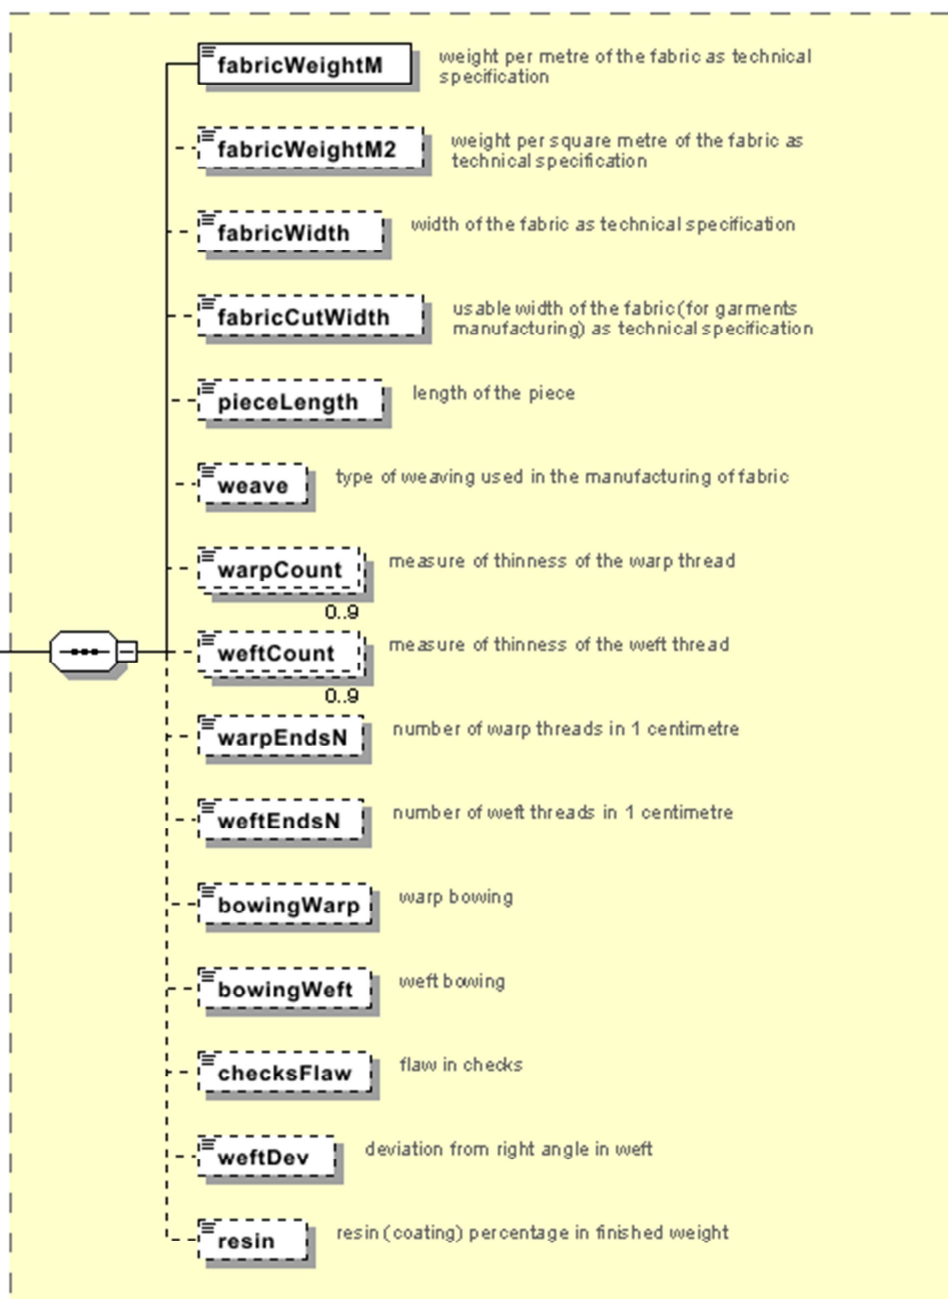 fabricWeightM
weight per metre of the fabric as technical
specification
fabricWeightM2
weight per square metre of the fabric as
technical specification
fabricWidth
width of the fabric as technical specification
fabricCutWidth
usable width of the fabric (for garments
manufacturing) as technical specification
pieceLength
length of the piece
weave
type of weaving used in the manufacturing of fabric
warpCount
measure of thinness of the warp thread
0..9
weftCount
measure of thinness of the weft thread
0..9
warpEndsN
number of warp threads in 1 centimetre
weftEndsN
number of weft threads in 1 centimetre
bowingWarp
warp bowing
bowingWeft
weft bowing
checksFlaw
flaw in checks
weftDev
deviation from right angle in weft
resin
resin (coating) percentage in finished weight